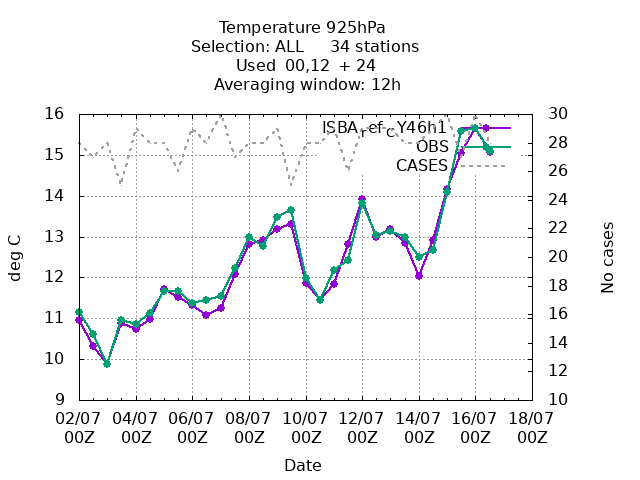 Temperature 925hPa
Selection: ALL 34 stations
Used 00,12 + 24
Averaging window: 12h
16 30
15 28
14 26
13 24
12 22
11 20
10 18
9 16
14
12
10
ISBA_ef_CY46h1
OBS
CASES
deg C
No cases
02/07 04/07 06/07 08/07 10/07 12/07 14/07 16/07 18/07
00Z 00Z 00Z 00Z 00Z 00Z 00Z 00Z 00Z
Date